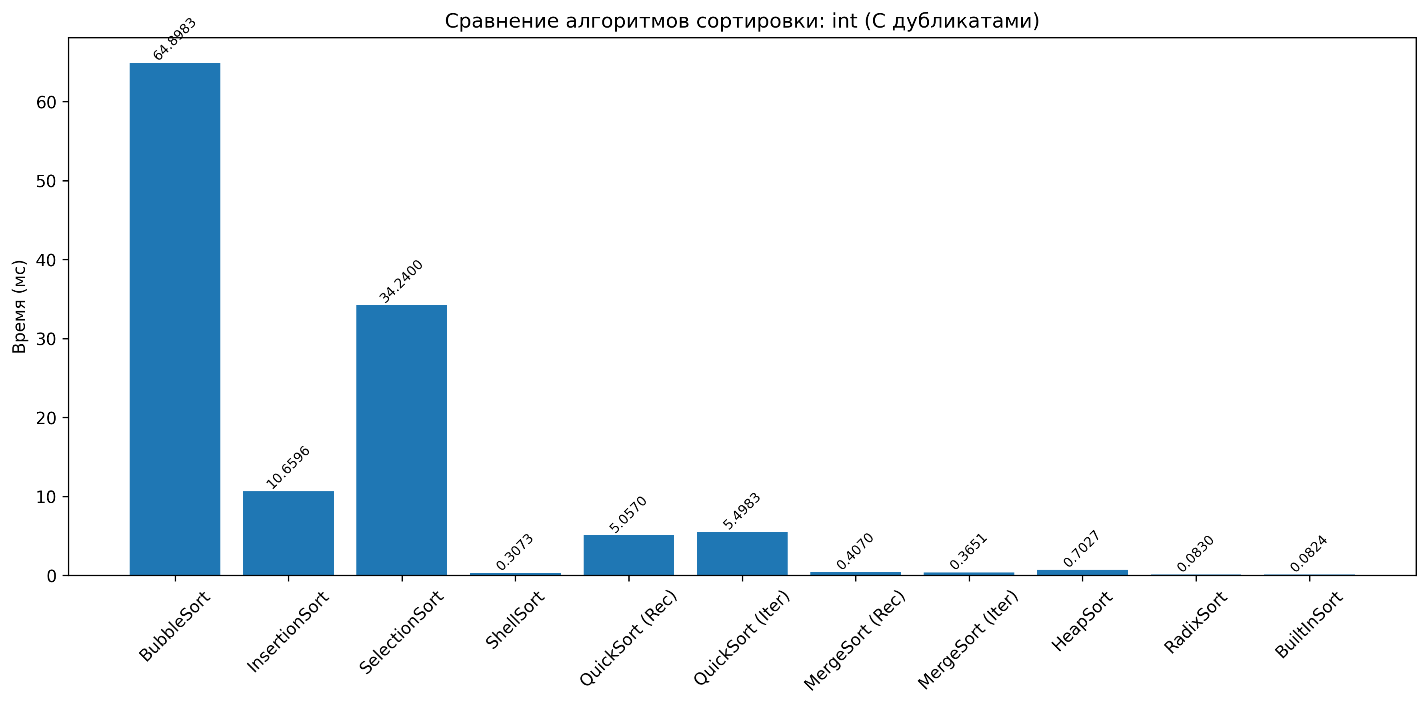 Сравнение алгоритмов сортировки: int (С дубликатами)
Время (мс)
60
50
40
30
20
10
0
64.8983
10.6596
34.2400
0.3073
5.0570
5.4983
0.4070
0.3651
0.7027
0.0830
0.0824
BubbleSort
InsertionSort
SelectionSort
ShellSort
QuickSort (Rec)
QuickSort (Iter)
MergeSort (Rec)
MergeSort (Iter)
HeapSort
RadixSort
BuiltInSort